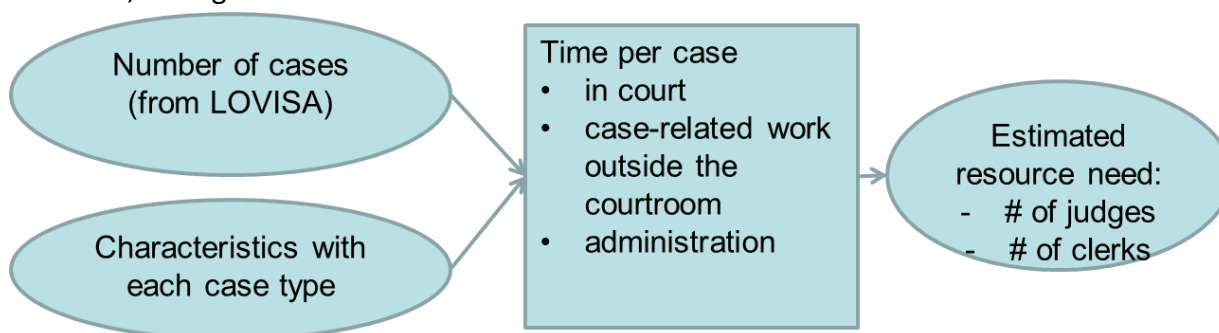 Number of cases
(from LOVISA)
Characteristics with
each case type
Time per case
• in court
• case-related work
outside the
courtroom
• administration
Estimated
resource need:
- # of judges
- # of clerks